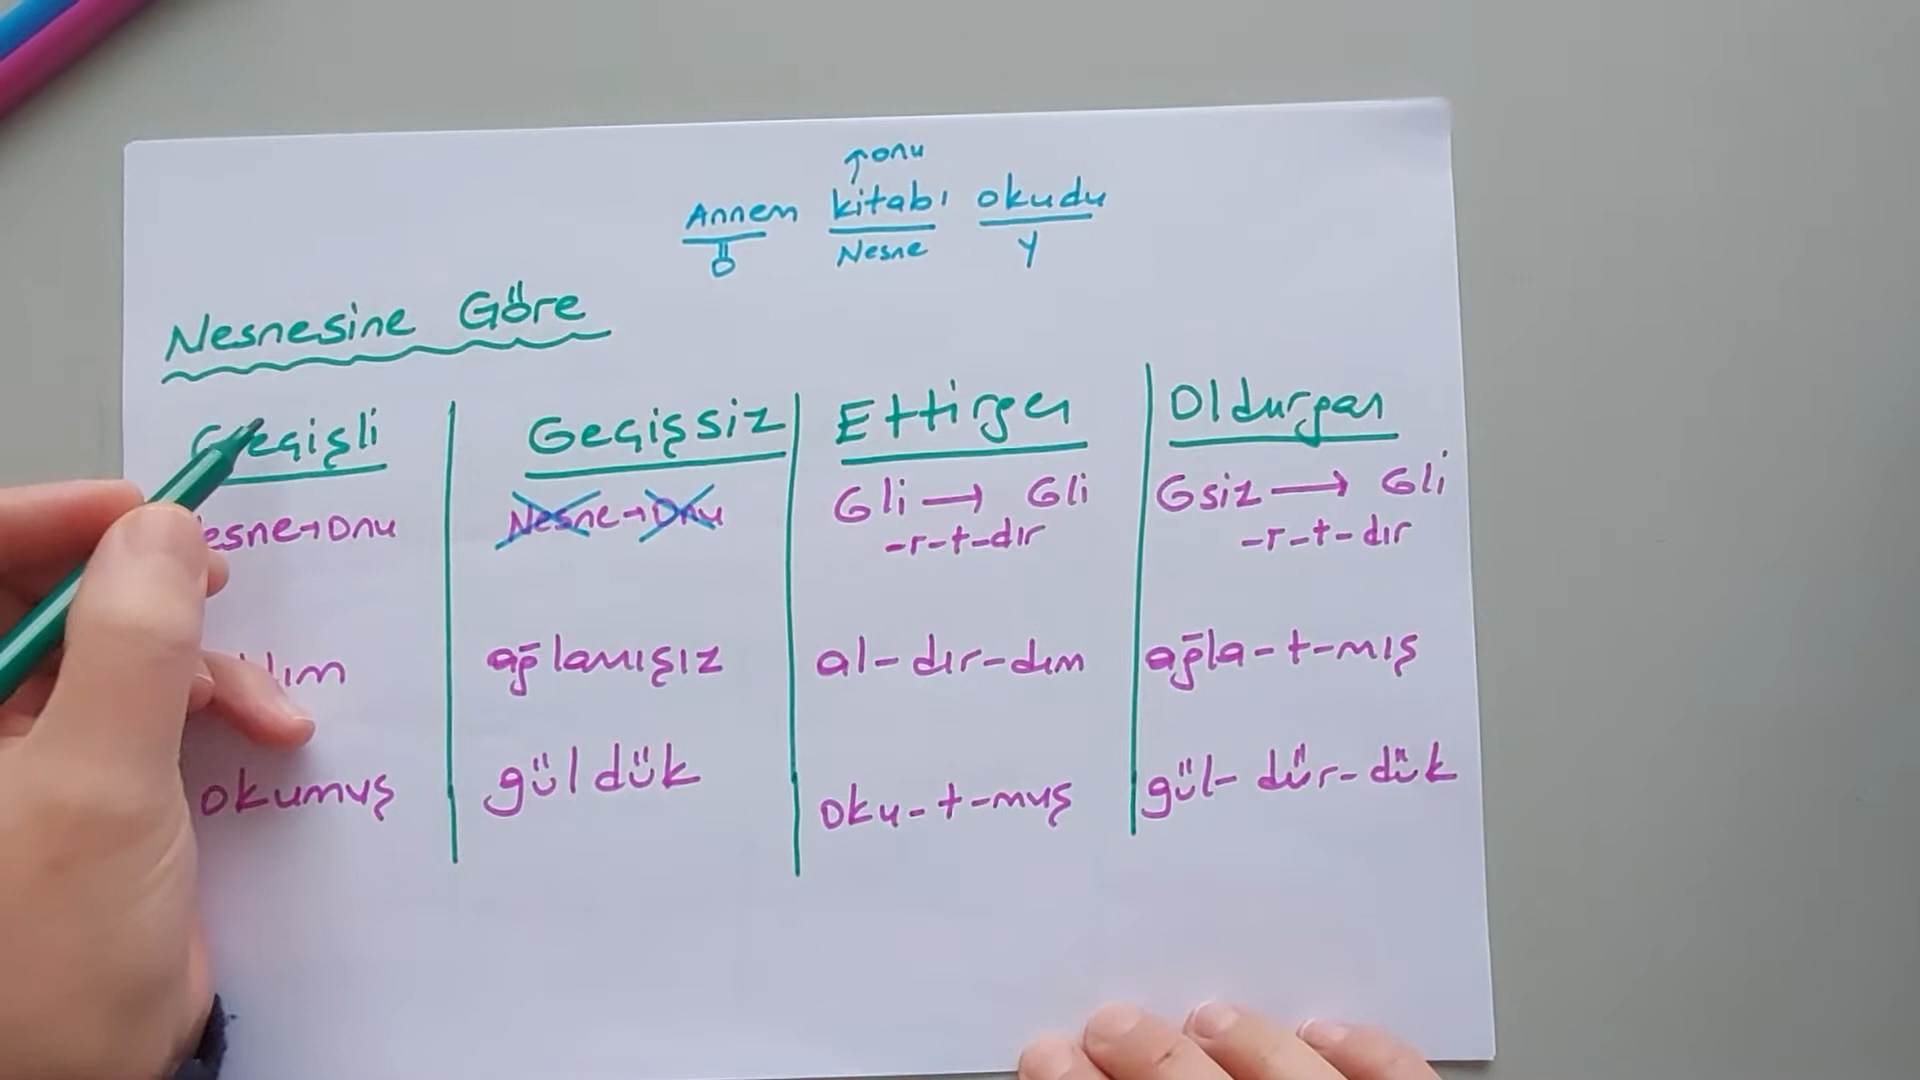 ↑onu
Annem kitabı okudu
Ö Nesne Y
Nesnesine Göre
Geçişli Geçişsiz Ettirgen Oldurgan
Nesne→Onu Gli → Gli Gsiz → Gli
-r-t-dır -r-t-dır
ağlamışız al-dır-dım ağla-t-mış
okumuş güldük oku-t-muş gül-dür-dük